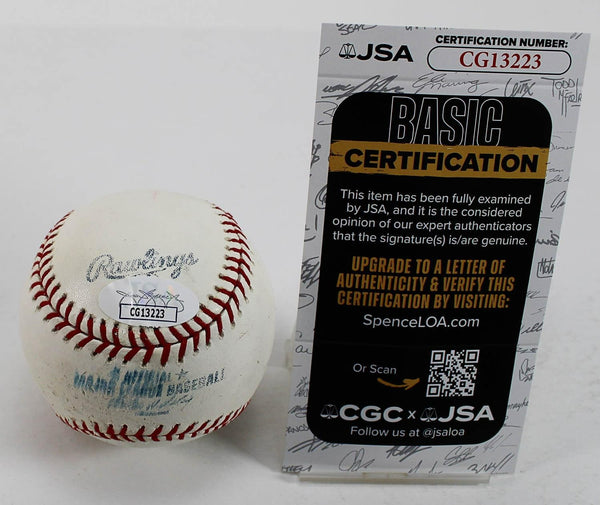 JSA
CERTIFICATION NUMBER:
CG13223
BASIC
CERTIFICATION
This item has been fully examined
by JSA, and it is the considered
opinion of our expert authenticators
that the signature(s) is/are genuine.
UPGRADE TO A LETTER OF
AUTHENTICITY & VERIFY THIS
CERTIFICATION BY VISITING:
SpenceLOA.com
Or Scan
CGC x JSA
Follow us at @jsaloa
Rawlings
CG13223
MAJOR
BASEBALL